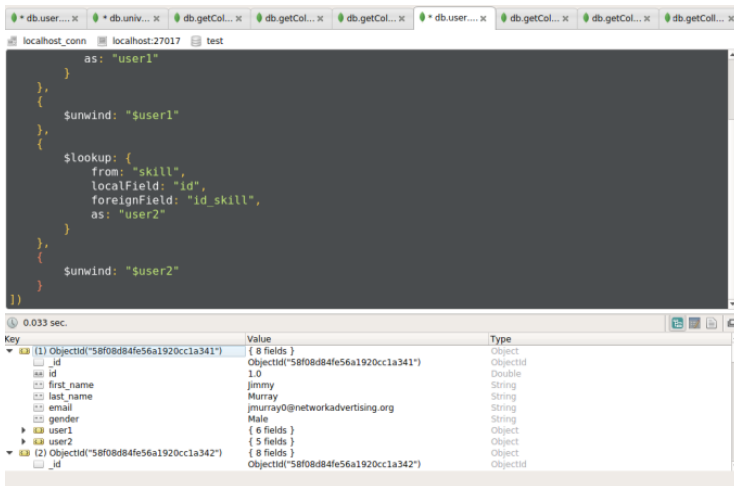 * db.user.... × * db.univ... × db.getCol... × db.getCol... × db.getCol... × * db.user.... × db.getCol... × db.getCol... × db.getColl... ×
localhost_conn localhost:27017 test
as: "user1"
}
},
{
$unwind: "$user1"
},
{
$lookup: {
from: "skill",
localField: "id",
foreignField: "id_skill",
as: "user2"
}
},
{
$unwind: "$user2"
}
])
0.033 sec.
Key Value Type
(1) ObjectId("58f08d84fe56a1920cc1a341") { 8 fields } Object
_id ObjectId("58f08d84fe56a1920cc1a341") ObjectId
id 1.0 Double
first_name Jimmy String
last_name Murray String
email jmurray0@networkadvertising.org String
gender Male String
user1 { 6 fields } Object
user2 { 5 fields } Object
(2) ObjectId("58f08d84fe56a1920cc1a342") { 8 fields } Object
_id ObjectId("58f08d84fe56a1920cc1a342") ObjectId